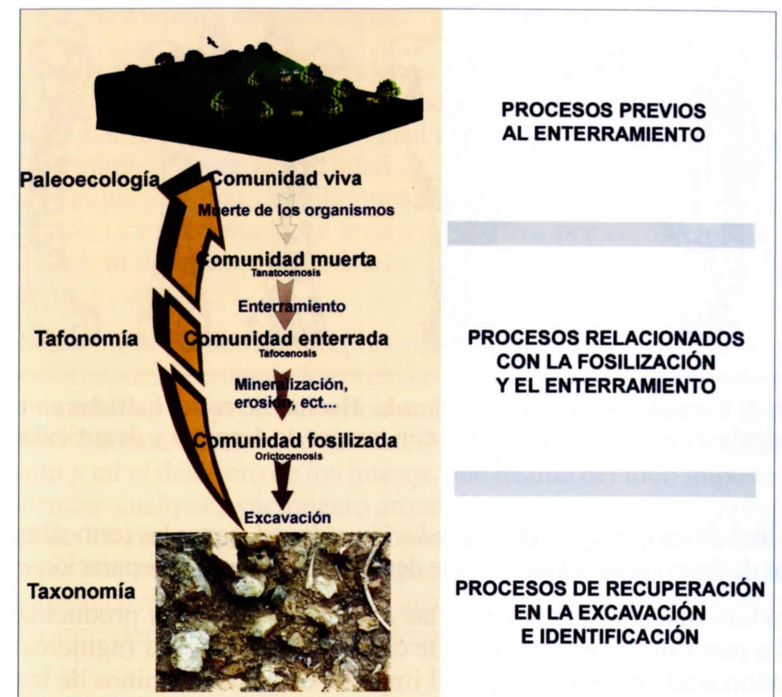 PROCESOS PREVIOS
AL ENTERRAMIENTO
Paleoecología
Comunidad viva
Muerte de los organismos
Comunidad muerta
Tanatocenosis
Enterramiento
Tafonomía
Comunidad enterrada
Tafocenosis
PROCESOS RELACIONADOS
CON LA FOSILIZACIÓN
Y EL ENTERRAMIENTO
Mineralización,
erosión, ect...
Comunidad fosilizada
Orictocenosis
Excavación
Taxonomía
PROCESOS DE RECUPERACIÓN
EN LA EXCAVACIÓN
E IDENTIFICACIÓN